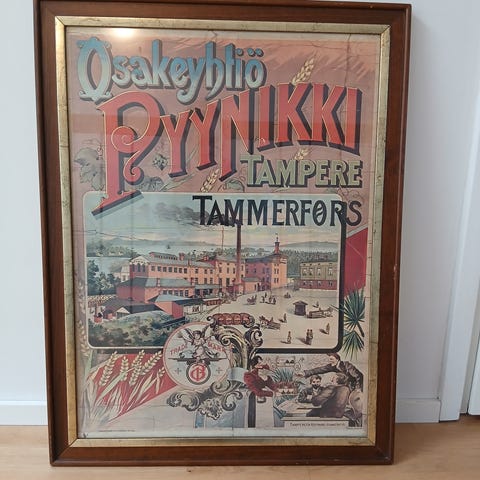 Osakeyhtiö
PYYNIKKI
TAMPERE
TAMMERFORS